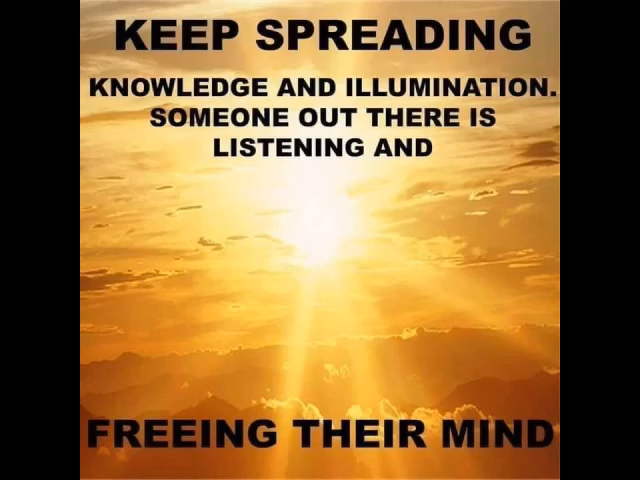 KEEP SPREADING
KNOWLEDGE AND ILLUMINATION.
SOMEONE OUT THERE IS
LISTENING AND
FREEING THEIR MIND